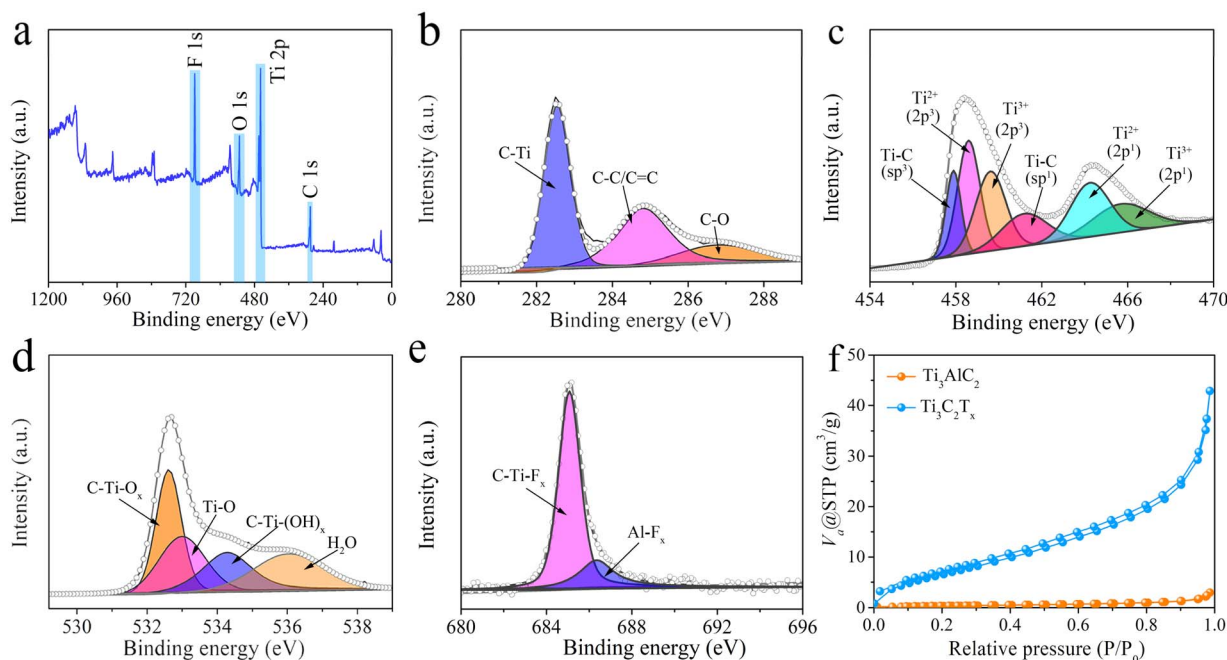 a
Intensity (a.u.)
F 1s
O 1s
Ti 2p
C 1s
1200 960 720 480 240 0
Binding energy (eV)
b
Intensity (a.u.)
C-Ti
C-C/C=C
C-O
280 282 284 286 288
Binding energy (eV)
c
Intensity (a.u.)
Ti-C
(sp³)
Ti²⁺
(2p³)
Ti³⁺
(2p³)
Ti-C
(sp¹)
Ti²⁺
(2p¹)
Ti³⁺
(2p¹)
454 458 462 466 470
Binding energy (eV)
d
Intensity (a.u.)
C-Ti-Oₓ
Ti-O
C-Ti-(OH)ₓ
H₂O
530 532 534 536 538
Binding energy (eV)
e
Intensity (a.u.)
C-Ti-Fₓ
Al-Fₓ
680 684 688 692 696
Binding energy (eV)
f
Vₐ@STP (cm³/g)
50
40
30
20
10
0
Ti₃AlC₂
Ti₃C₂Tₓ
0.0 0.2 0.4 0.6 0.8 1.0
Relative pressure (P/P₀)